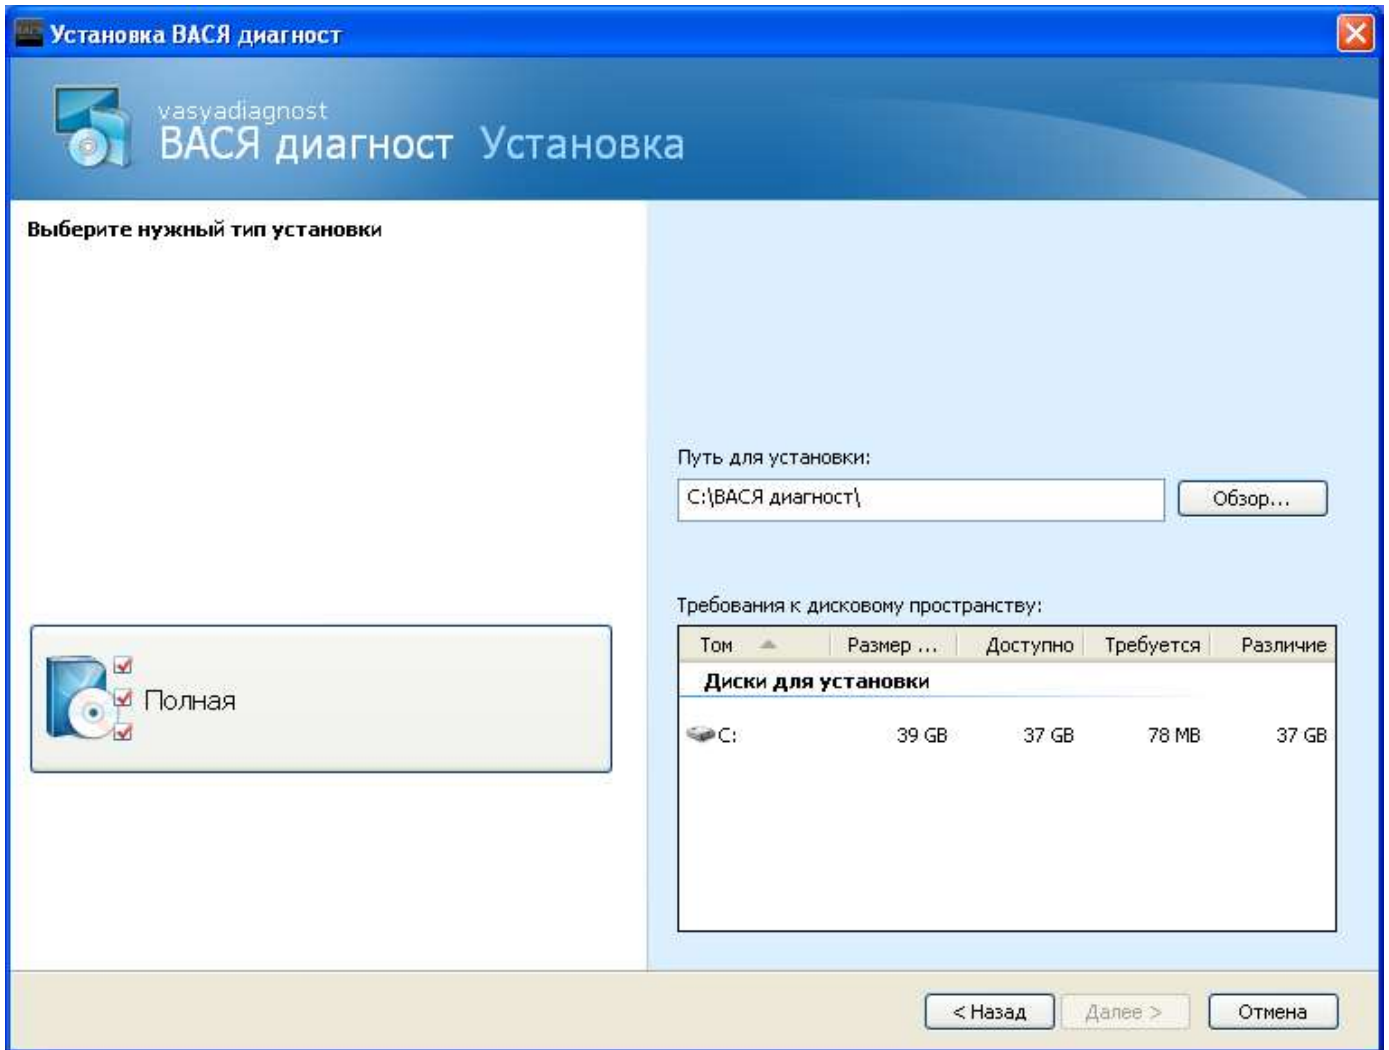 Установка ВАСЯ диагност
vasyadiagnost
ВАСЯ диагност Установка
Выберите нужный тип установки
Полная
Путь для установки:
C:\ВАСЯ диагност\
Обзор...
Требования к дисковому пространству:
Том Размер ... Доступно Требуется Различие
Диски для установки
C: 39 GB 37 GB 78 MB 37 GB
< Назад Далее > Отмена